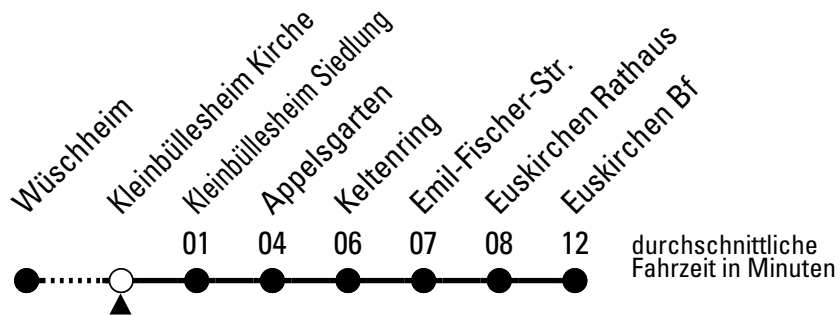 Wüschheim
Kleinbüllesheim Kirche
Kleinbüllesheim Siedlung
Appelsgarten
Keltenring
Emil-Fischer-Str.
Euskirchen Rathaus
Euskirchen Bf
01 04 06 07 08 12
durchschnittliche
Fahrzeit in Minuten